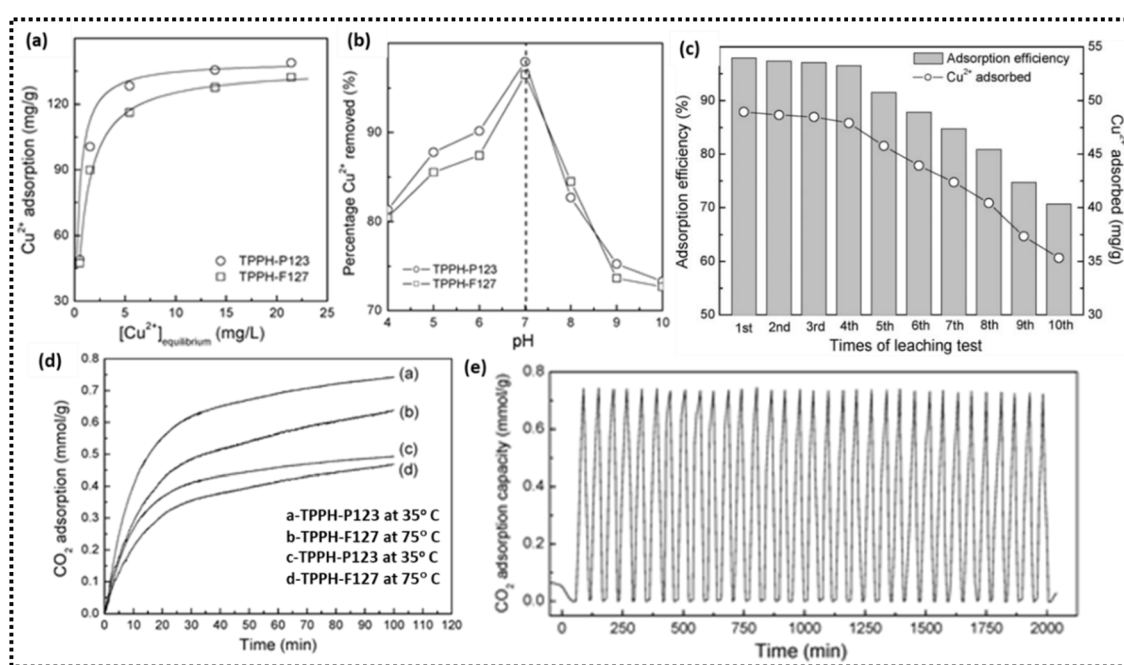 (a)
Cu²⁺ adsorption (mg/g)
130
110
90
70
50
30
0 5 10 15 20 25
[Cu²⁺]equilibrium (mg/L)
TPPH-P123
TPPH-F127
(b)
Percentage Cu²⁺ removed (%)
90
80
70
4 5 6 7 8 9 10
pH
TPPH-P123
TPPH-F127
(c)
Adsorption efficiency (%)
90
80
70
60
50
Adsorption efficiency
Cu²⁺ adsorbed
55
50
45
40
35
30
Cu²⁺ adsorbed (mg/g)
1st 2nd 3rd 4th 5th 6th 7th 8th 9th 10th
Times of leaching test
(d)
CO₂ adsorption (mmol/g)
0.8
0.7
0.6
0.5
0.4
0.3
0.2
0.1
0.0
(a)
(b)
(c)
(d)
a-TPPH-P123 at 35° C
b-TPPH-F127 at 75° C
c-TPPH-P123 at 35° C
d-TPPH-F127 at 75° C
0 10 20 30 40 50 60 70 80 90 100 110 120
Time (min)
(e)
CO₂ adsorption capacity (mmol/g)
0.8
0.6
0.4
0.2
0.0
0 250 500 750 1000 1250 1500 1750 2000
Time (min)